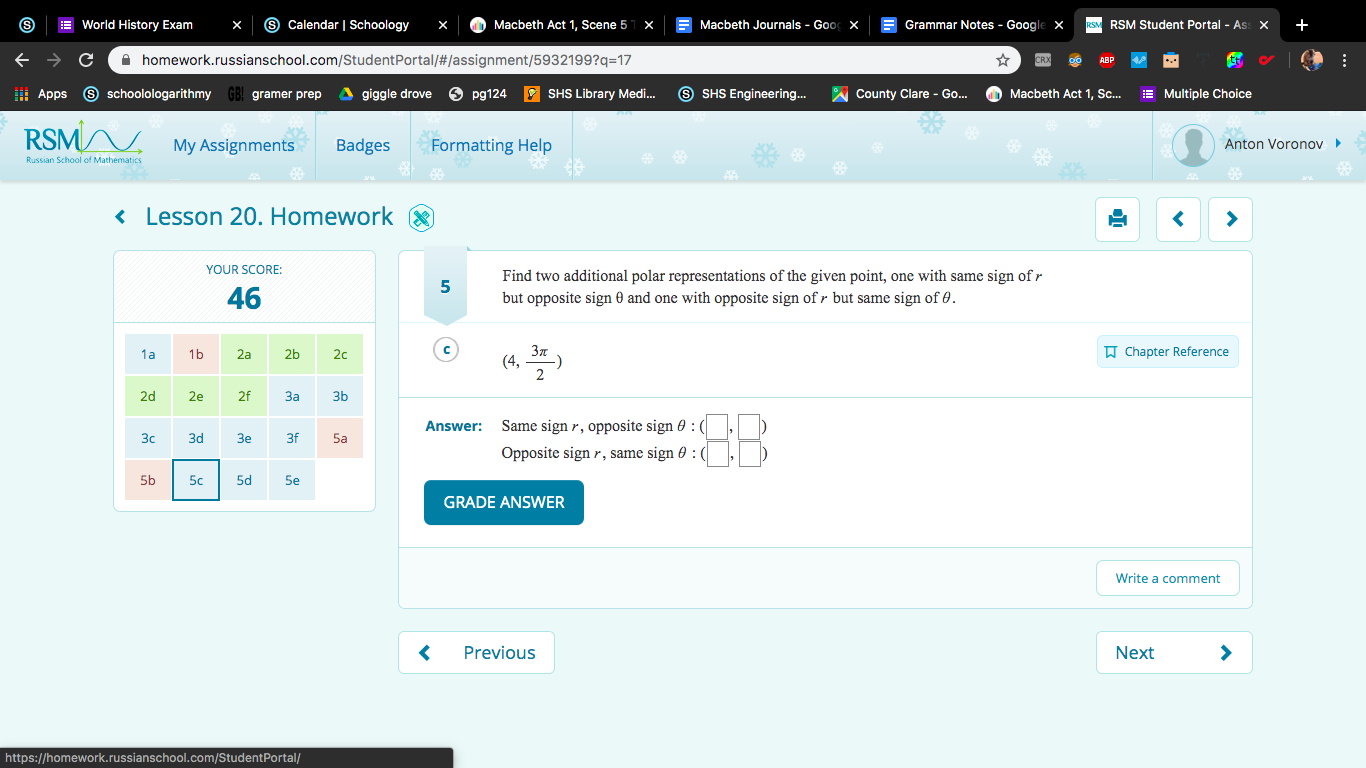 World History Exam
Calendar | Schoology
Macbeth Act 1, Scene 5 T
Macbeth Journals - Goo
Grammar Notes - Google
RSM Student Portal - As
homework.russianschool.com/StudentPortal/#/assignment/5932199?q=17
CRX
ABP
Apps
schoolologarithmy
GB!
gramer prep
giggle drove
pg124
SHS Library Medi...
SHS Engineering...
County Clare - Go...
Macbeth Act 1, Sc...
Multiple Choice
RSM
Russian School of Mathematics
My Assignments
Badges
Formatting Help
Anton Voronov
Lesson 20. Homework
YOUR SCORE:
46
1a 1b 2a 2b 2c
2d 2e 2f 3a 3b
3c 3d 3e 3f 5a
5b 5c 5d 5e
5
Find two additional polar representations of the given point, one with same sign of r
but opposite sign θ and one with opposite sign of r but same sign of θ.
c
(4, 3π/2)
Chapter Reference
Answer: Same sign r, opposite sign θ : ( , )
Opposite sign r, same sign θ : ( , )
GRADE ANSWER
Write a comment
Previous
Next
https://homework.russianschool.com/StudentPortal/